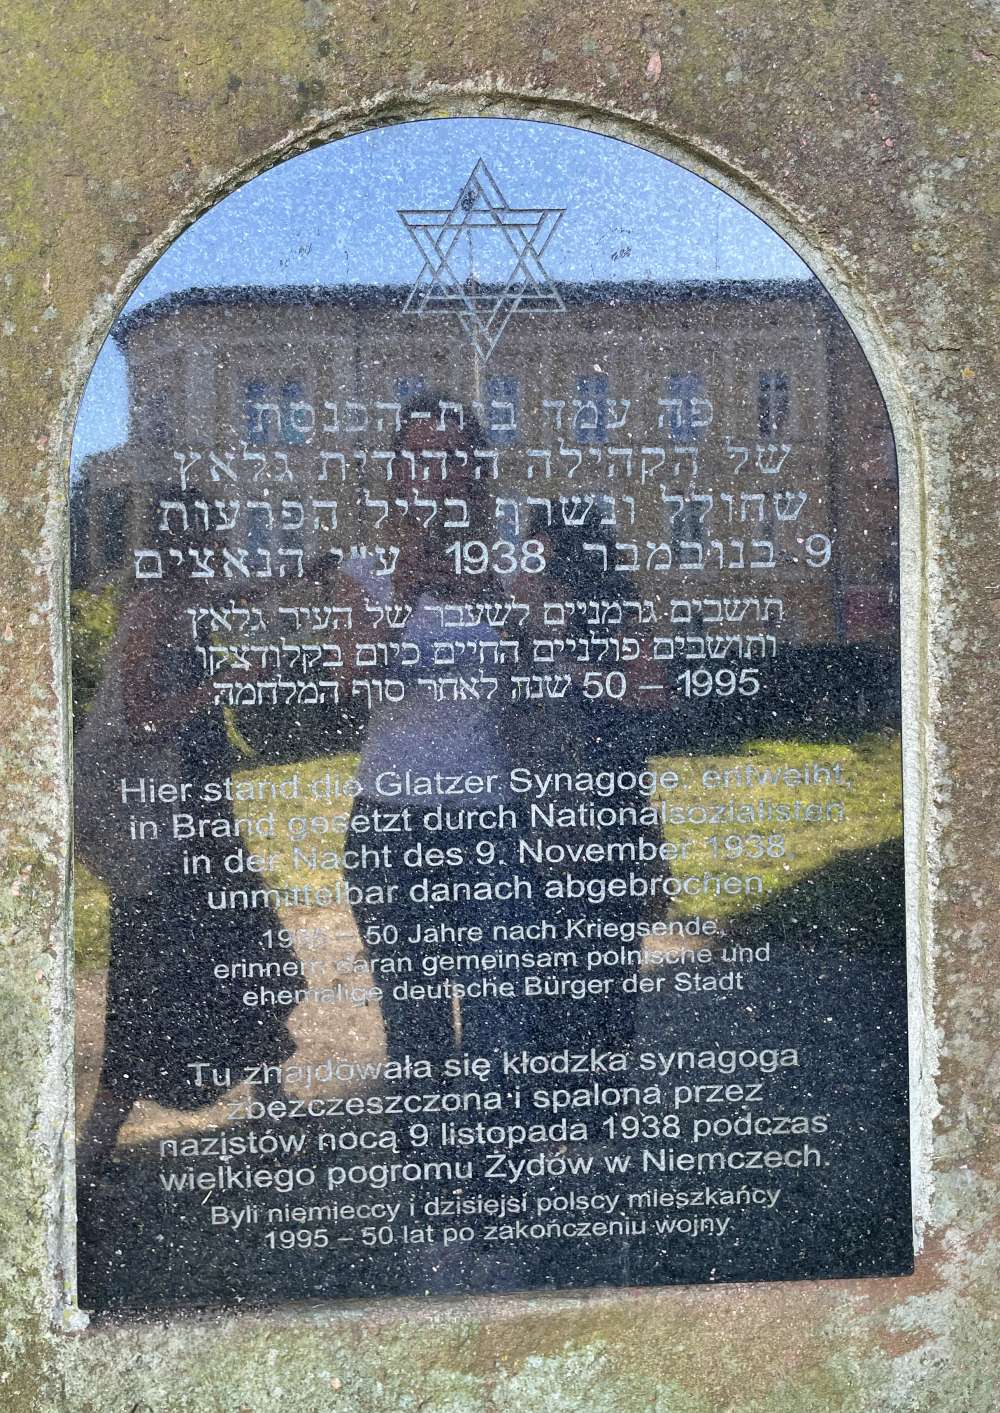 פה עמד בית-הכנסת
של הקהילה היהודית גלאץ
שחולל ונשרף בליל הפרעות
9 בנובמבר 1938 ע"י הנאצים
תושבים גרמניים לשעבר של העיר גלאץ
ותושבים פולניים החיים כיום בקלודצקו
1995 – 50 שנה לאחר סוף המלחמה
Hier stand die Glatzer Synagoge, entweiht,
in Brand gesetzt durch Nationalsozialisten
in der Nacht des 9. November 1938,
unmittelbar danach abgebrochen.
1995 – 50 Jahre nach Kriegsende,
erinnern daran gemeinsam polnische und
ehemalige deutsche Bürger der Stadt
Tu znajdowała się kłodzka synagoga
zbezczeszczona i spalona przez
nazistów nocą 9 listopada 1938 podczas
wielkiego pogromu Żydów w Niemczech.
Byli niemieccy i dzisiejsi polscy mieszkańcy
1995 – 50 lat po zakończeniu wojny.